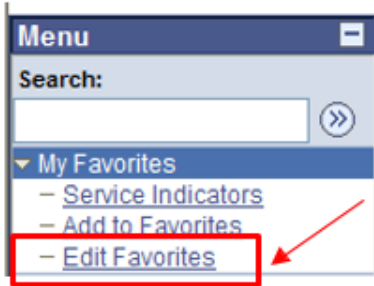 Menu
Search:
My Favorites
– Service Indicators
– Add to Favorites
– Edit Favorites